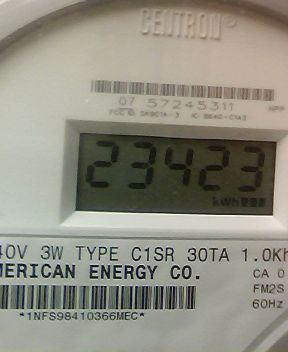 CENTRON®
07 57245311
23423
kWh
40V 3W TYPE C1SR 30TA 1.0Kh
MERICAN ENERGY CO.
CA 0
FM2S
60Hz
*1NFS98410366MEC*